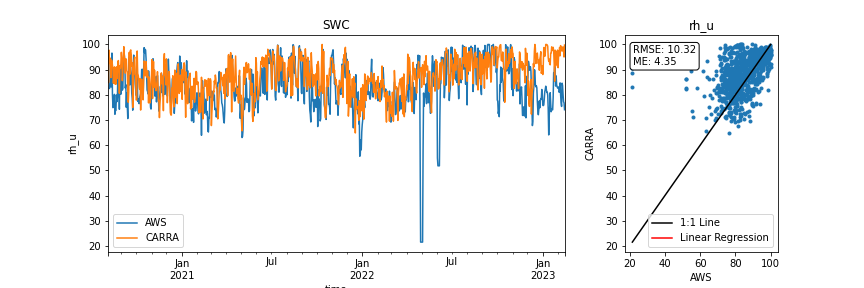 SWC
rh_u
100
90
80
70
60
50
40
30
20
rh_u
AWS
CARRA
Jan
2021
Jul
Jan
2022
Jul
Jan
2023
time
rh_u
RMSE: 10.32
ME: 4.35
100
90
80
70
60
50
40
30
20
CARRA
1:1 Line
Linear Regression
20
40
60
80
100
AWS